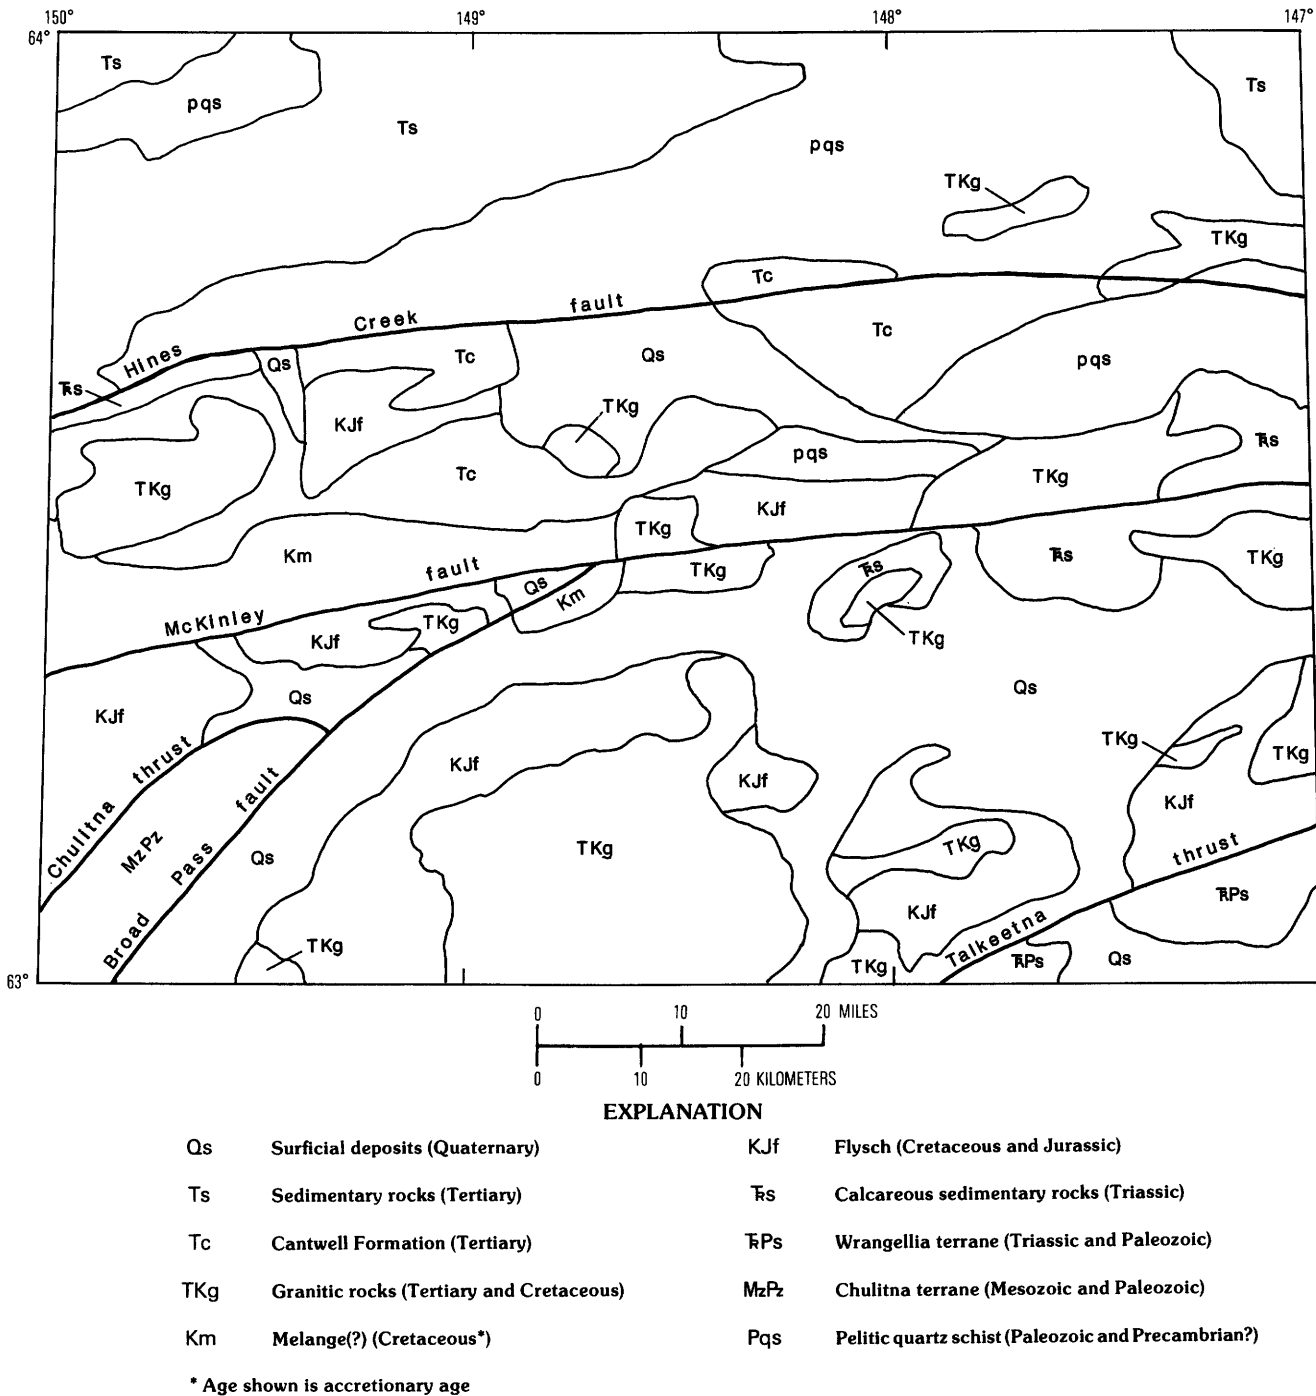 150° 149° 148° 147°
64°
Ts
Ts
pqs
Ts
pqs
TKg
TKg
Tc
Hines Creek fault
Tc
Qs
Tc
Qs
pqs
T̵Rs
TKg
KJf
T̵Rs
pqs
Tc
TKg
TKg
KJf
TKg
Km
McKinley fault
Qs
TKg
T̵Rs
T̵Rs
TKg
Km
TKg
KJf
TKg
Qs
Qs
KJf
TKg
TKg
KJf
KJf
KJf
Chulitna thrust
MzPz
Broad Pass fault
Qs
TKg
TKg
Talkeetna thrust
T̵RPs
KJf
TKg
TKg
T̵RPs
Qs
63°
0 10 20 MILES
0 10 20 KILOMETERS
EXPLANATION
Qs Surficial deposits (Quaternary)
Ts Sedimentary rocks (Tertiary)
Tc Cantwell Formation (Tertiary)
TKg Granitic rocks (Tertiary and Cretaceous)
Km Melange(?) (Cretaceous*)
* Age shown is accretionary age
KJf Flysch (Cretaceous and Jurassic)
T̵Rs Calcareous sedimentary rocks (Triassic)
T̵RPs Wrangellia terrane (Triassic and Paleozoic)
MzPz Chulitna terrane (Mesozoic and Paleozoic)
Pqs Pelitic quartz schist (Paleozoic and Precambrian?)